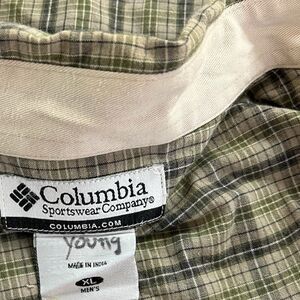 Columbia
Sportswear Company®
COLUMBIA.COM
young
MADE IN INDIA
XL
MEN'S